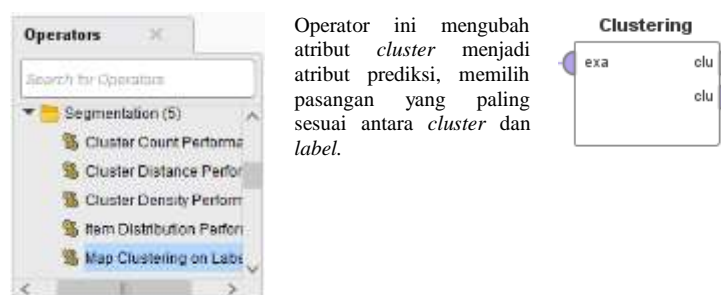 Operators
Search for Operators
Segmentation (5)
Cluster Count Performa
Cluster Distance Perfor
Cluster Density Perform
Item Distribution Perfor
Map Clustering on Labe
Operator ini mengubah
atribut cluster menjadi
atribut prediksi, memilih
pasangan yang paling
sesuai antara cluster dan
label.
Clustering
exa clu
clu